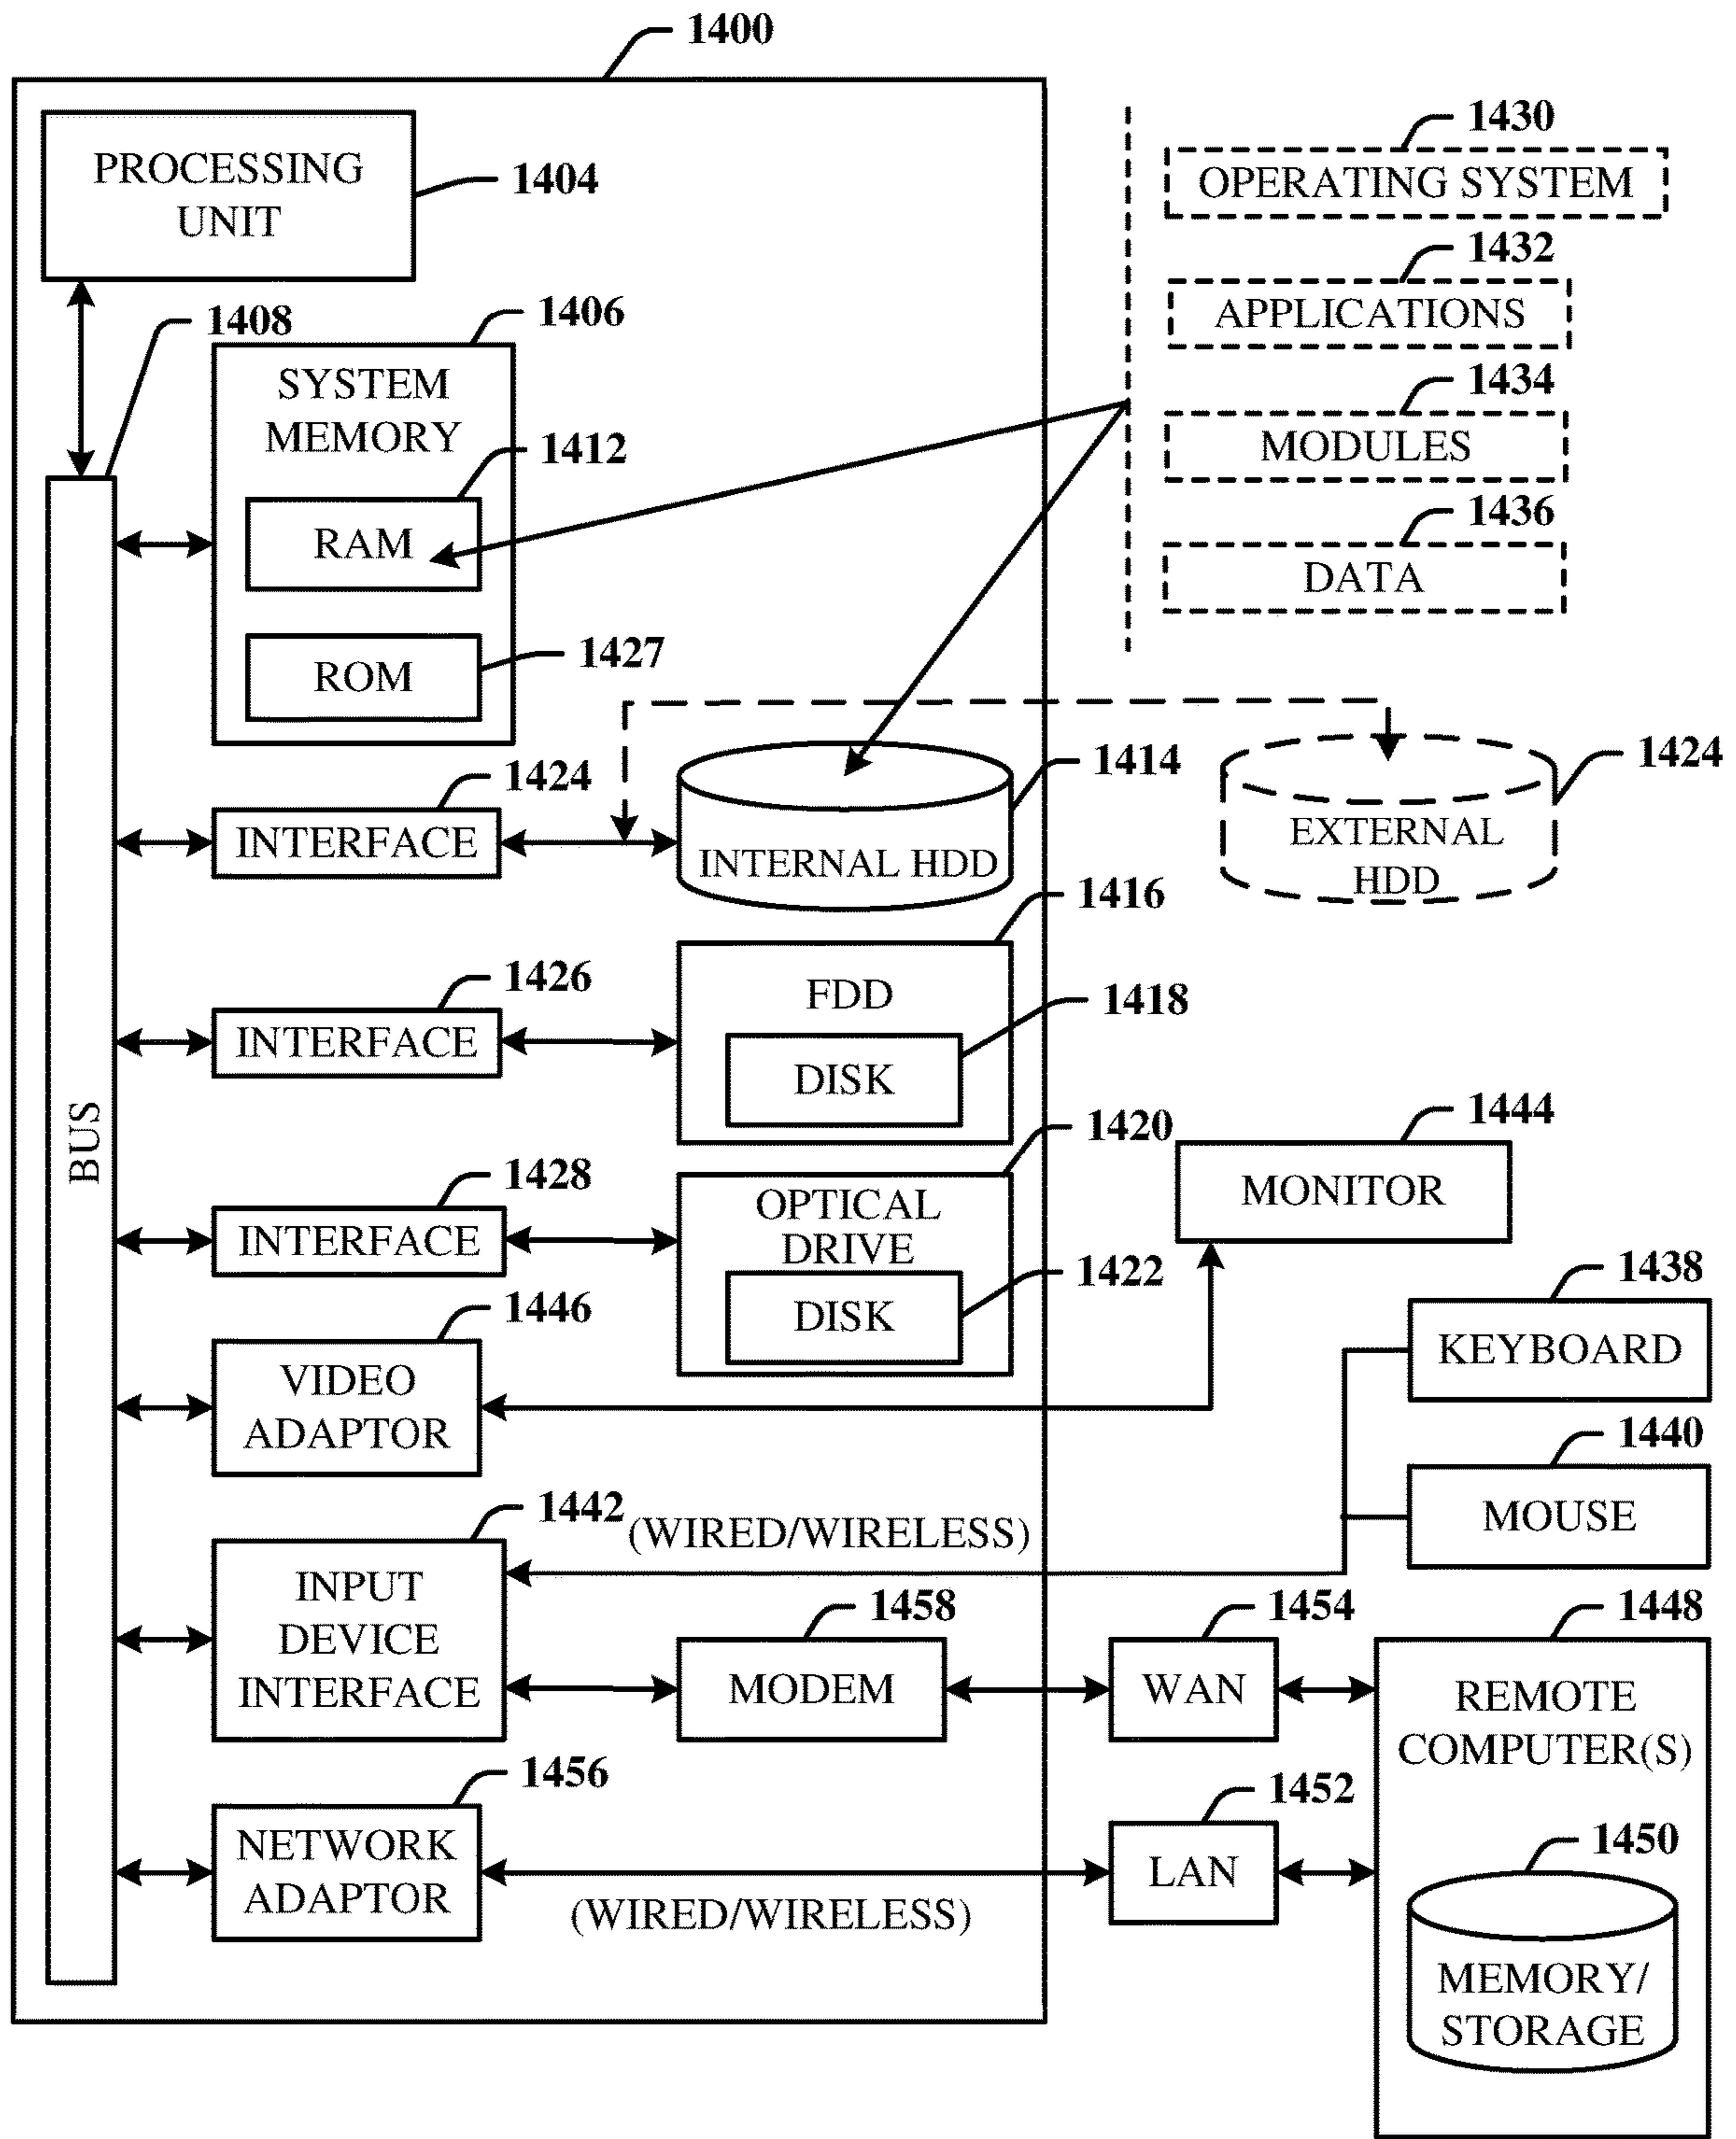 1400
PROCESSING
UNIT
1404
1430
OPERATING SYSTEM
1432
APPLICATIONS
1434
MODULES
1436
DATA
1408
1406
SYSTEM
MEMORY
1412
RAM
1427
ROM
1424
INTERFACE
1414
INTERNAL HDD
1424
EXTERNAL
HDD
1416
FDD
1426
INTERFACE
1418
DISK
BUS
1420
OPTICAL
DRIVE
1428
INTERFACE
1422
DISK
1444
MONITOR
1446
VIDEO
ADAPTOR
1438
KEYBOARD
1440
MOUSE
1442
(WIRED/WIRELESS)
INPUT
DEVICE
INTERFACE
1458
MODEM
1454
WAN
1448
REMOTE
COMPUTER(S)
1456
NETWORK
ADAPTOR
(WIRED/WIRELESS)
1452
LAN
1450
MEMORY/
STORAGE